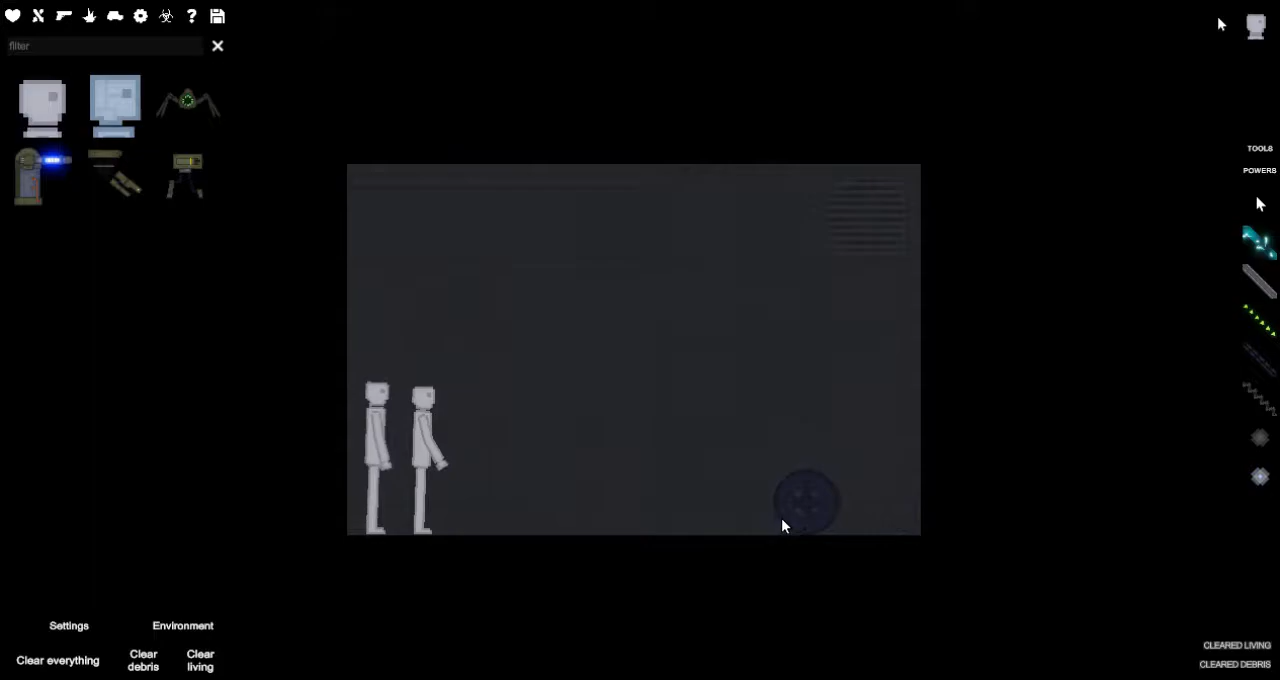 filter
TOOLS
POWERS
Settings
Environment
Clear everything
Clear
debris
Clear
living
CLEARED LIVING
CLEARED DEBRIS